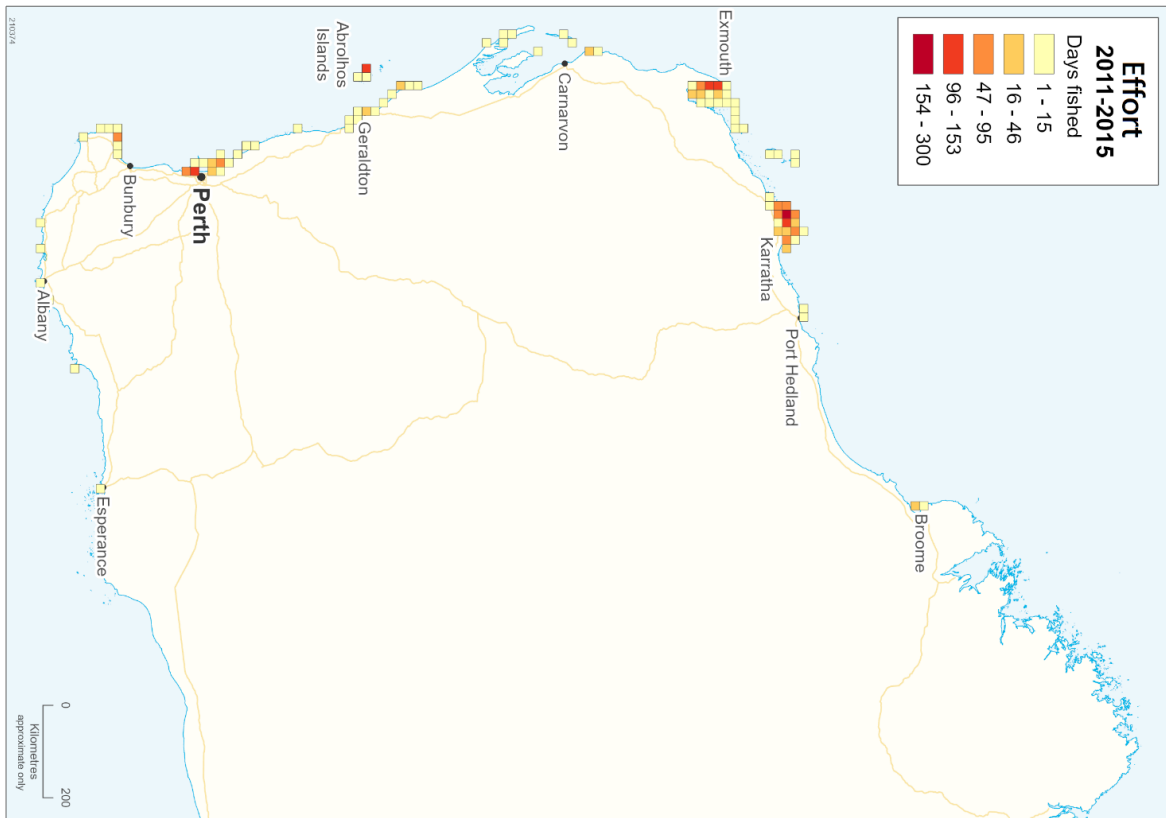 Effort
2011-2015
Days fished
1 - 15
16 - 46
47 - 95
96 - 153
154 - 300
Broome
Port Hedland
Karratha
Exmouth
Carnarvon
Abrolhos
Islands
Geraldton
Perth
Bunbury
Albany
Esperance
0
200
Kilometres
approximate only
210374